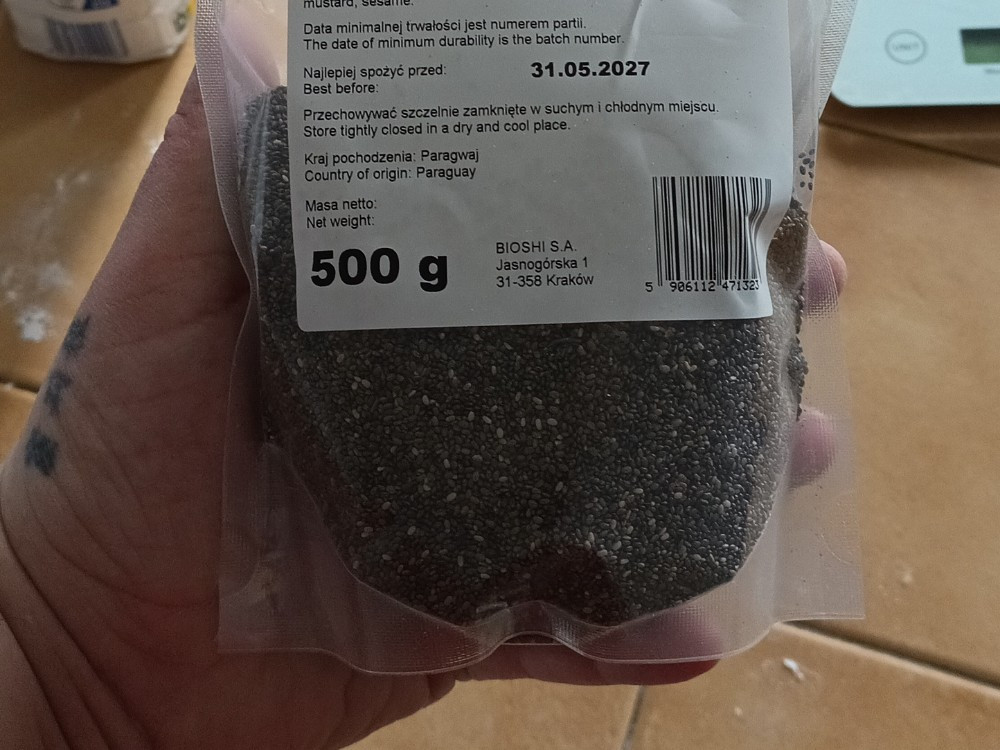 mustard, sesame.
Data minimalnej trwałości jest numerem partii.
The date of minimum durability is the batch number.
Najlepiej spożyć przed: 31.05.2027
Best before:
Przechowywać szczelnie zamknięte w suchym i chłodnym miejscu.
Store tightly closed in a dry and cool place.
Kraj pochodzenia: Paragwaj
Country of origin: Paraguay
Masa netto:
Net weight:
500 g
BIOSHI S.A.
Jasnogórska 1
31-358 Kraków
5 906112 471323
UNIT